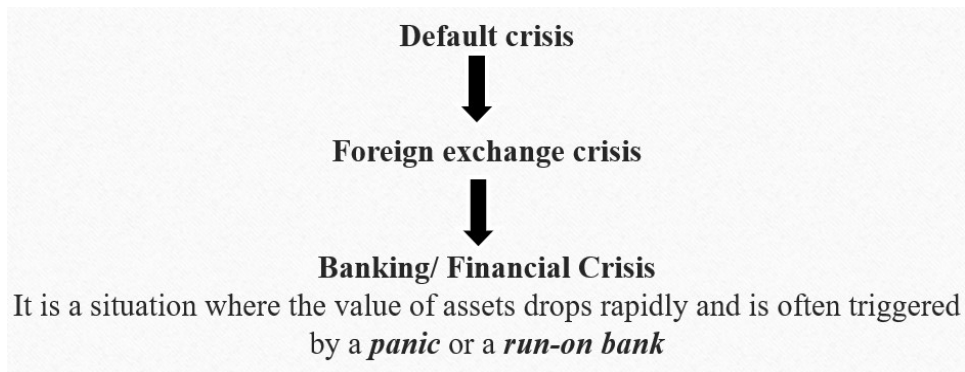 Default crisis
Foreign exchange crisis
Banking/ Financial Crisis
It is a situation where the value of assets drops rapidly and is often triggered
by a panic or a run-on bank